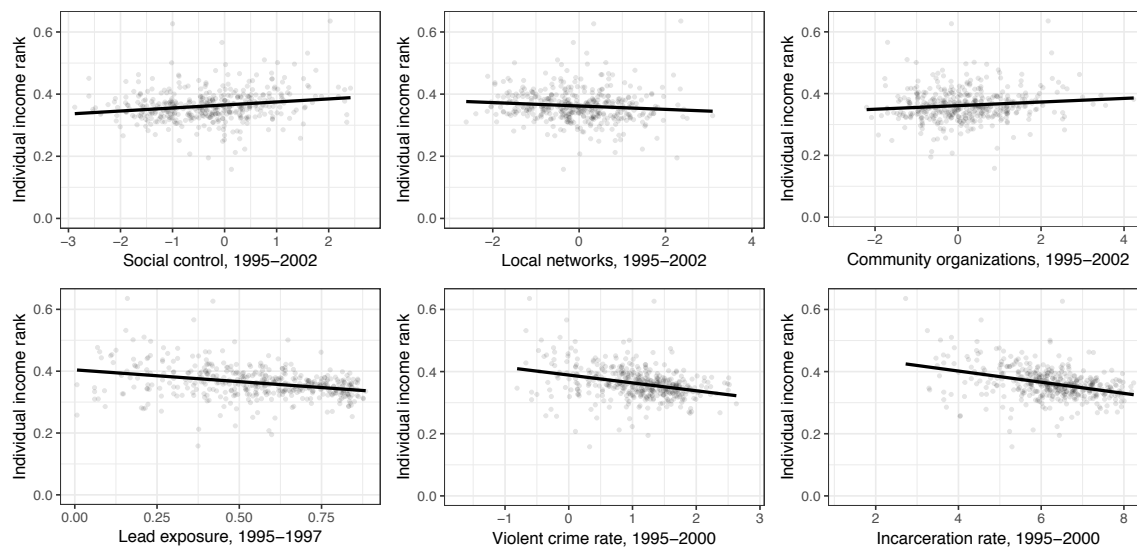 Individual income rank
0.6
0.4
0.2
0.0
−3 −2 −1 0 1 2
Social control, 1995−2002
Individual income rank
0.6
0.4
0.2
0.0
−2 0 2
Local networks, 1995−2002
Individual income rank
0.6
0.4
0.2
0.0
−2 0 2 4
Community organizations, 1995−2002
Individual income rank
0.6
0.4
0.2
0.0
0.00 0.25 0.50 0.75
Lead exposure, 1995−1997
Individual income rank
0.6
0.4
0.2
0.0
−1 0 1 2 3
Violent crime rate, 1995−2000
Individual income rank
0.6
0.4
0.2
0.0
2 4 6 8
Incarceration rate, 1995−2000